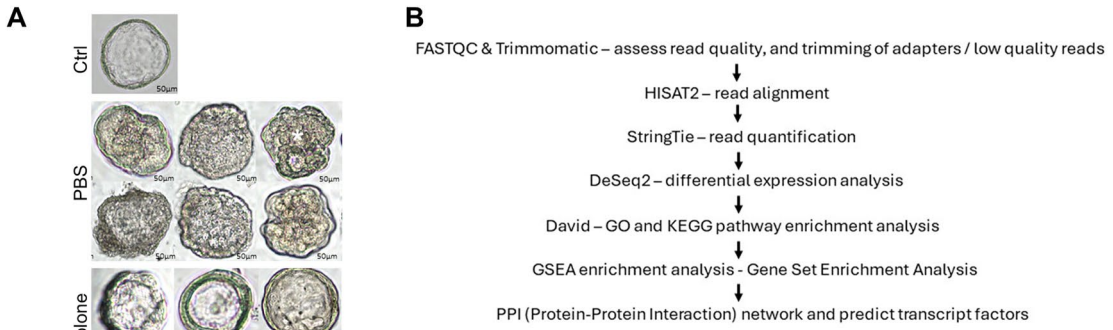 A
Ctrl
50µm
PBS
50µm
50µm
50µm
50µm
50µm
50µm
olone
B
FASTQC & Trimmomatic – assess read quality, and trimming of adapters / low quality reads
HISAT2 – read alignment
StringTie – read quantification
DeSeq2 – differential expression analysis
David – GO and KEGG pathway enrichment analysis
GSEA enrichment analysis - Gene Set Enrichment Analysis
PPI (Protein-Protein Interaction) network and predict transcript factors